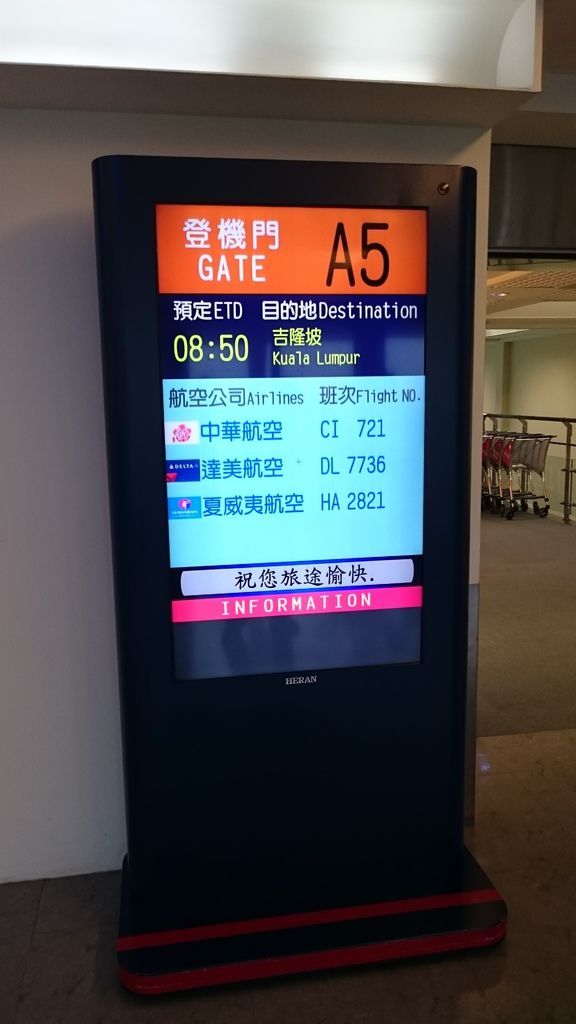 登機門 A5
GATE
預定ETD 目的地Destination
08:50 吉隆坡
Kuala Lumpur
航空公司Airlines 班次Flight NO.
中華航空 CI 721
DELTA 達美航空 DL 7736
HAWAIIAN 夏威夷航空 HA 2821
祝您旅途愉快.
INFORMATION
HERAN